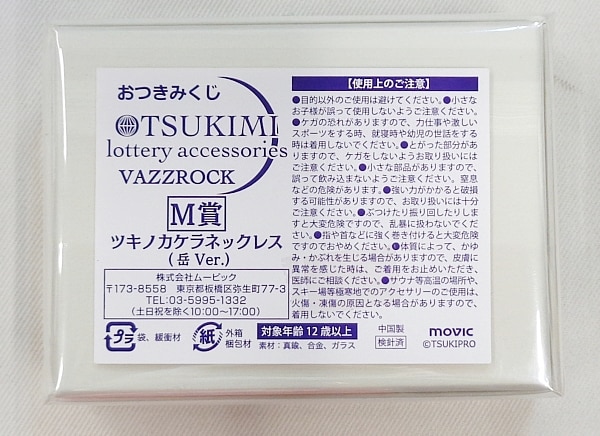 おつきみくじ
OTSUKIMI
lottery accessories
VAZZROCK
M賞
ツキノカケラネックレス
(岳 Ver.)
株式会社ムービック
〒173-8558 東京都板橋区弥生町77-3
TEL:03-5995-1332
(土日祝を除く10:00〜17:00)
プラ 袋、緩衝材
紙 外箱 梱包材
【使用上のご注意】
●目的以外のご使用は避けてください。●小さな
お子様が誤って使用しないようご注意ください。
●ケガの恐れがありますので、力仕事や激しい
スポーツをする時、就寝時や幼児の世話をする
時は着用しないでください。●とがった部分があ
りますので、ケガをしないようお取り扱いには
ご注意ください。●小さな部品がありますので、
誤って飲み込まないようご注意ください。窒息
などの危険があります。●強い力がかかると破損
する可能性がありますので、お取り扱いには十分
ご注意ください。●ぶつけたり振り回したりしま
すと大変危険ですので、乱暴に扱わないでくださ
い。●指や首などに強く巻き付けると大変危険
ですのでおやめください。●体質によって、かゆ
み・かぶれを生じる場合がありますので、皮膚に
異常を感じた時は、ご着用をお止めいただき、
医師にご相談ください。●サウナ等高温の場所や、
スキー場等極寒地でのアクセサリーのご使用は、
火傷・凍傷の原因となる場合がありますので、
着用しないでください。
対象年齢12歳以上
素材：真鍮、合金、ガラス
中国製
検針済
movic
©TSUKIPRO